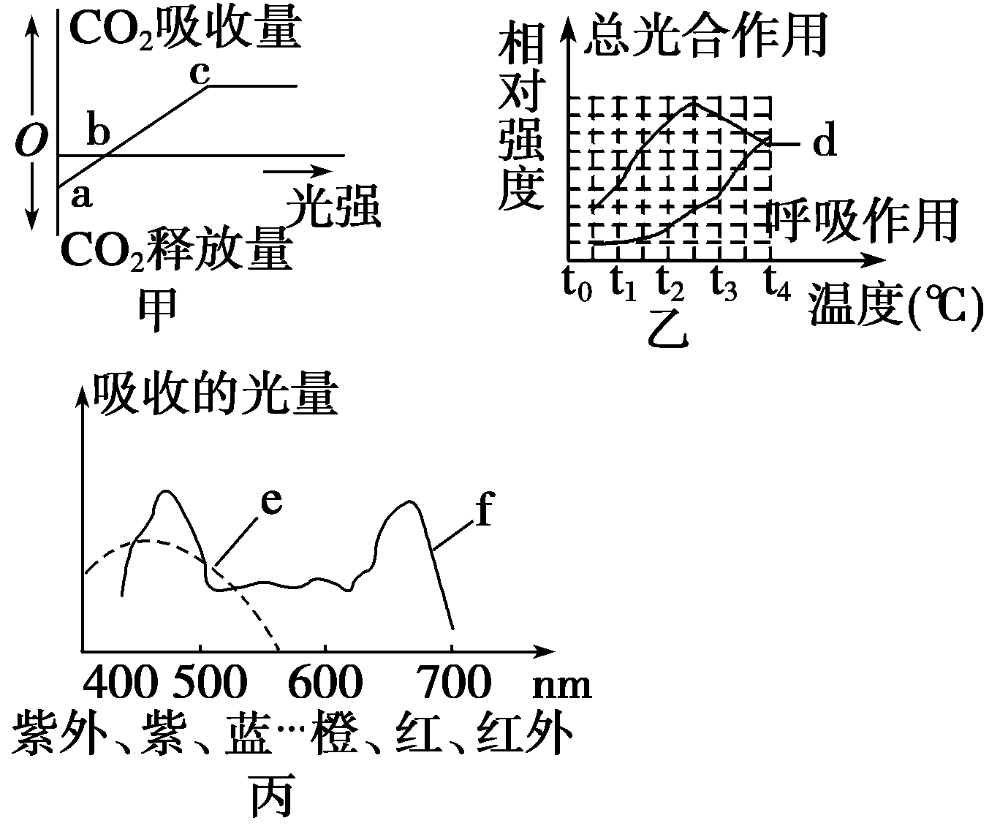 CO₂吸收量
c
O
b
a
光强
CO₂释放量
甲
相对强度
总光合作用
d
呼吸作用
t₀ t₁ t₂ t₃ t₄
温度(℃)
乙
吸收的光量
e
f
400 500 600 700 nm
紫外、紫、蓝…橙、红、红外
丙